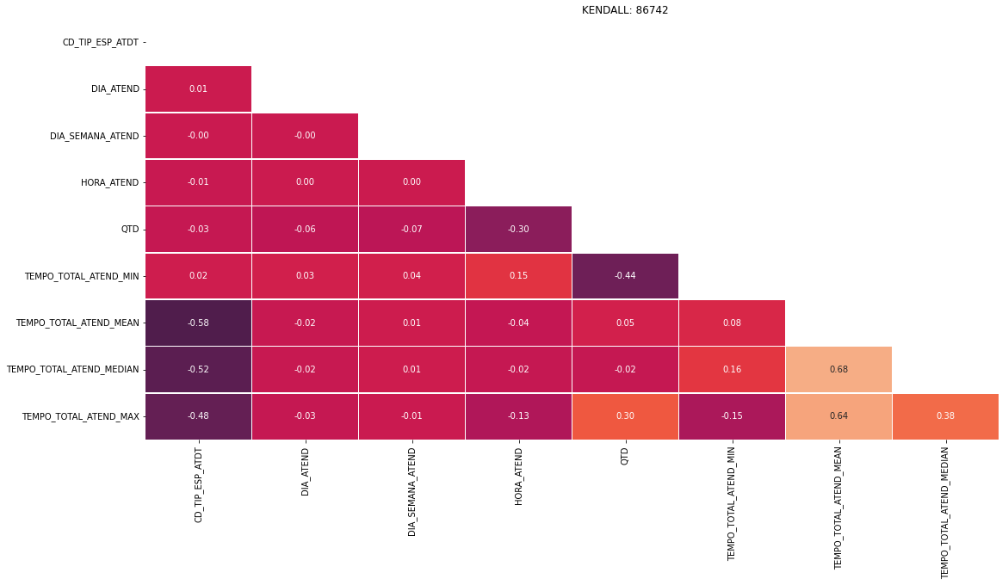 KENDALL: 86742
CD_TIP_ESP_ATDT
DIA_ATEND 0.01
DIA_SEMANA_ATEND -0.00 -0.00
HORA_ATEND -0.01 0.00 0.00
QTD -0.03 -0.06 -0.07 -0.30
TEMPO_TOTAL_ATEND_MIN 0.02 0.03 0.04 0.15 -0.44
TEMPO_TOTAL_ATEND_MEAN -0.58 -0.02 0.01 -0.04 0.05 0.08
TEMPO_TOTAL_ATEND_MEDIAN -0.52 -0.02 0.01 -0.02 -0.02 0.16 0.68
TEMPO_TOTAL_ATEND_MAX -0.48 -0.03 -0.01 -0.13 0.30 -0.15 0.64 0.38
CD_TIP_ESP_ATDT
DIA_ATEND
DIA_SEMANA_ATEND
HORA_ATEND
QTD
TEMPO_TOTAL_ATEND_MIN
TEMPO_TOTAL_ATEND_MEAN
TEMPO_TOTAL_ATEND_MEDIAN